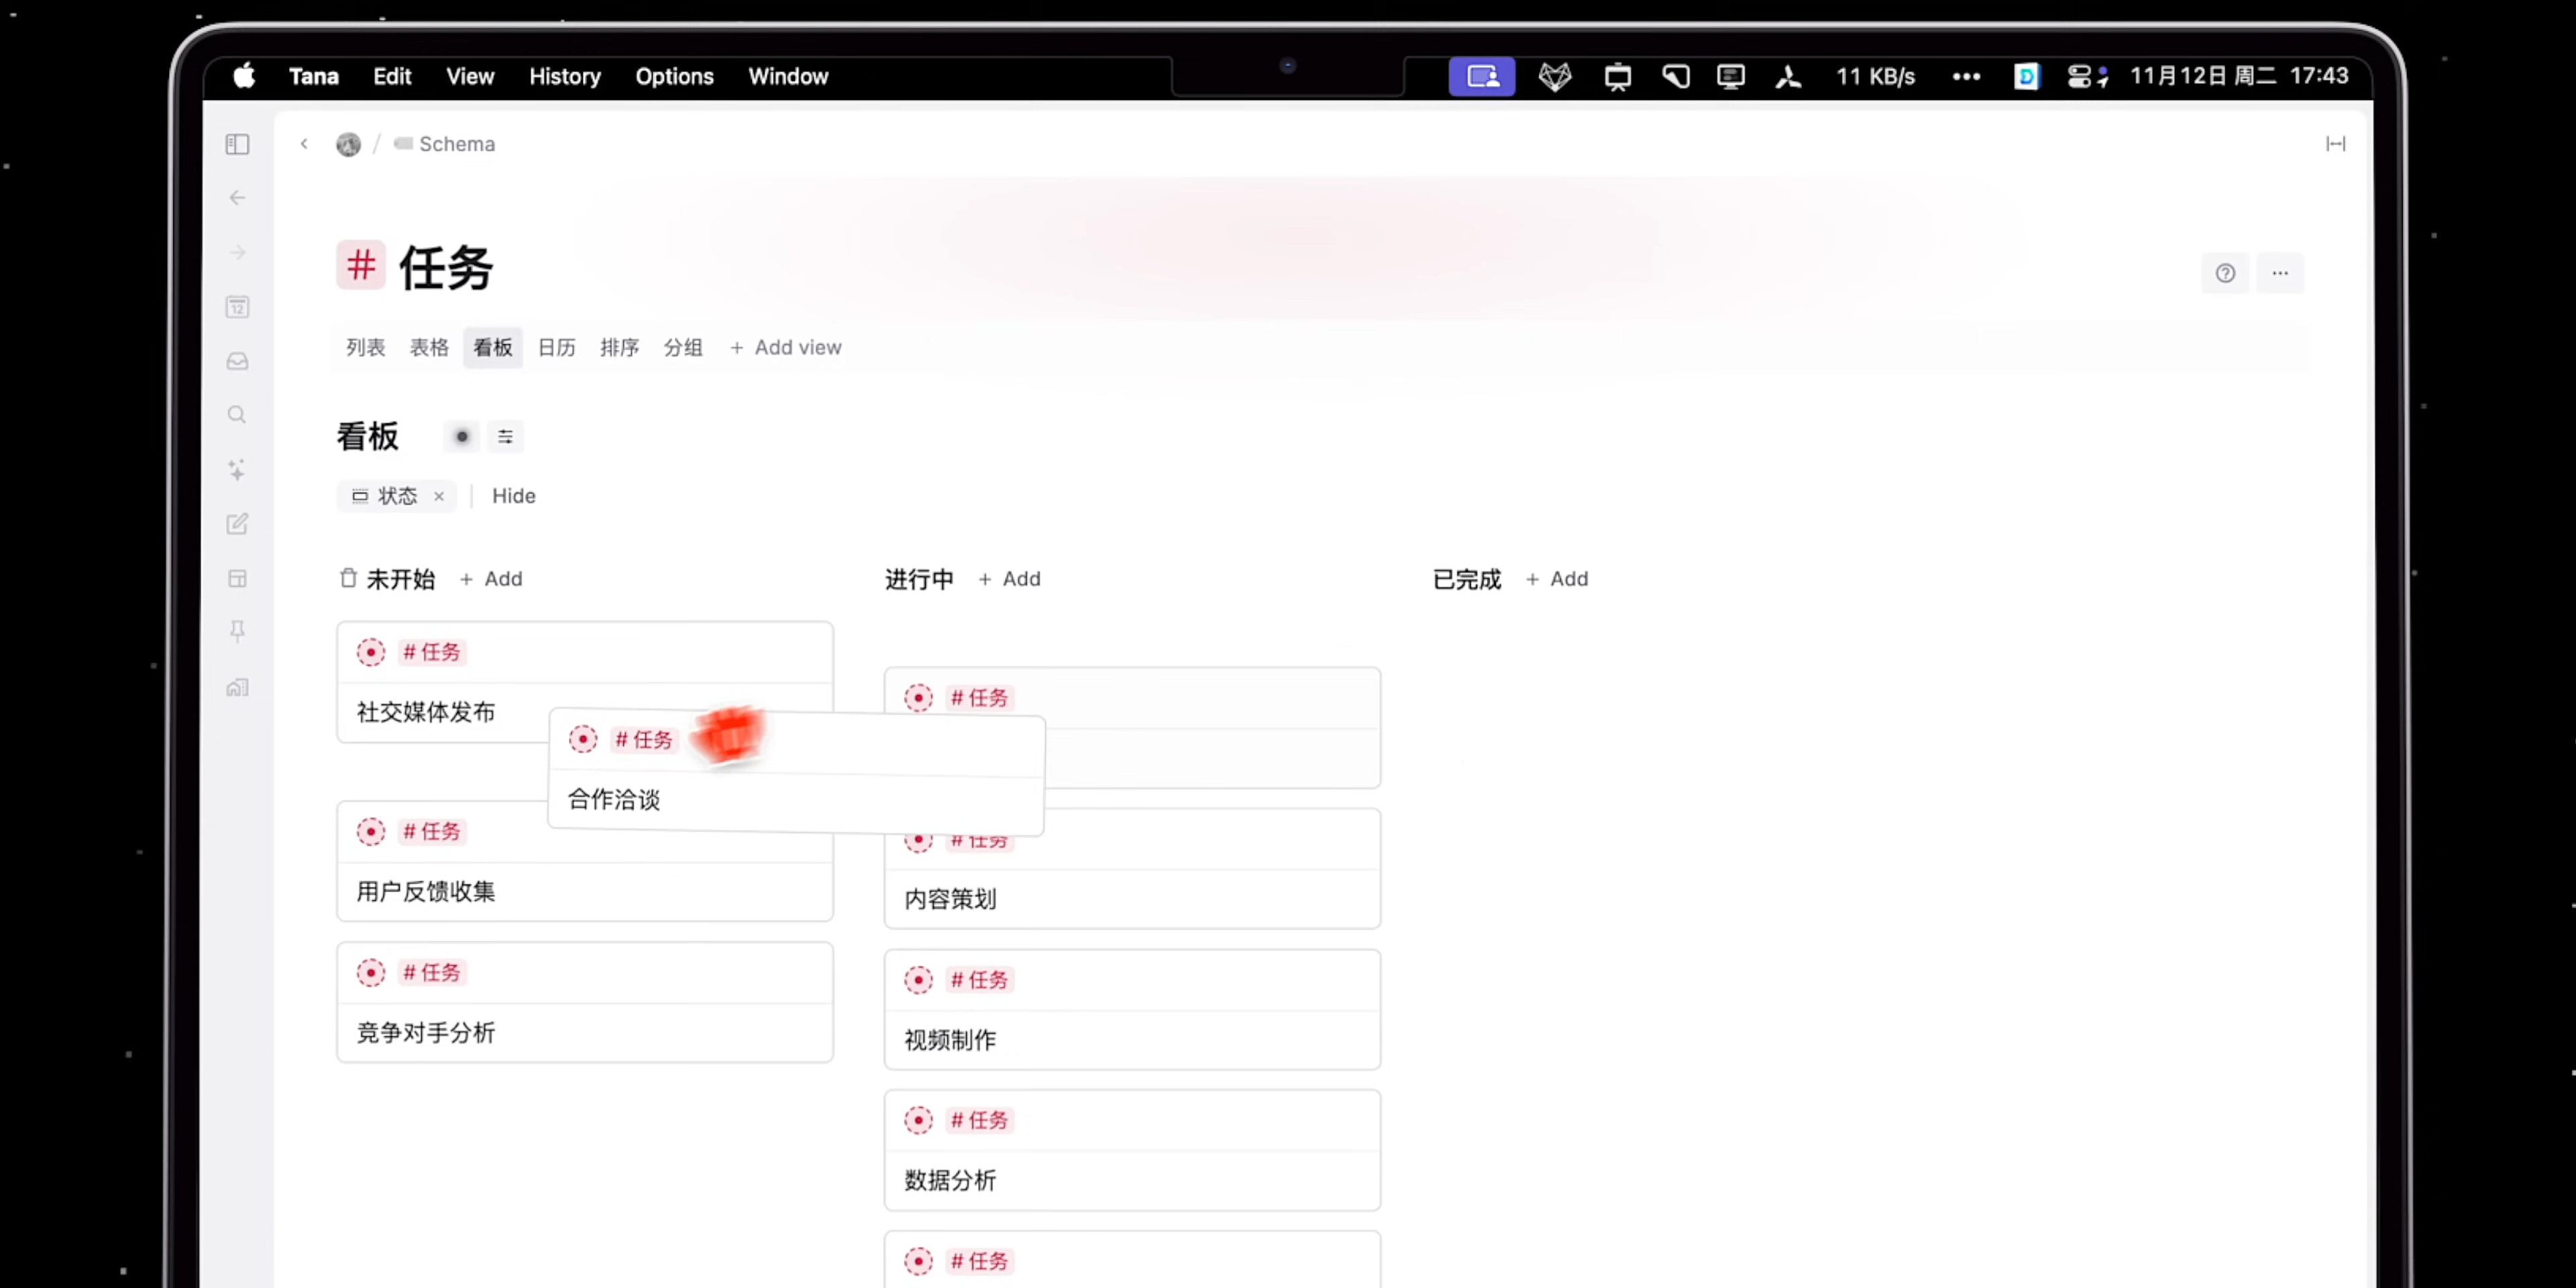 Tana Edit View History Options Window 11 KB/s 11月12日 周二 17:43
/ Schema
# 任务
列表 表格 看板 日历 排序 分组 + Add view
看板
状态 × Hide
未开始 + Add
进行中 + Add
已完成 + Add
# 任务
社交媒体发布
# 任务
合作洽谈
# 任务
用户反馈收集
# 任务
竞争对手分析
# 任务
# 任务
内容策划
# 任务
视频制作
# 任务
数据分析
# 任务
12